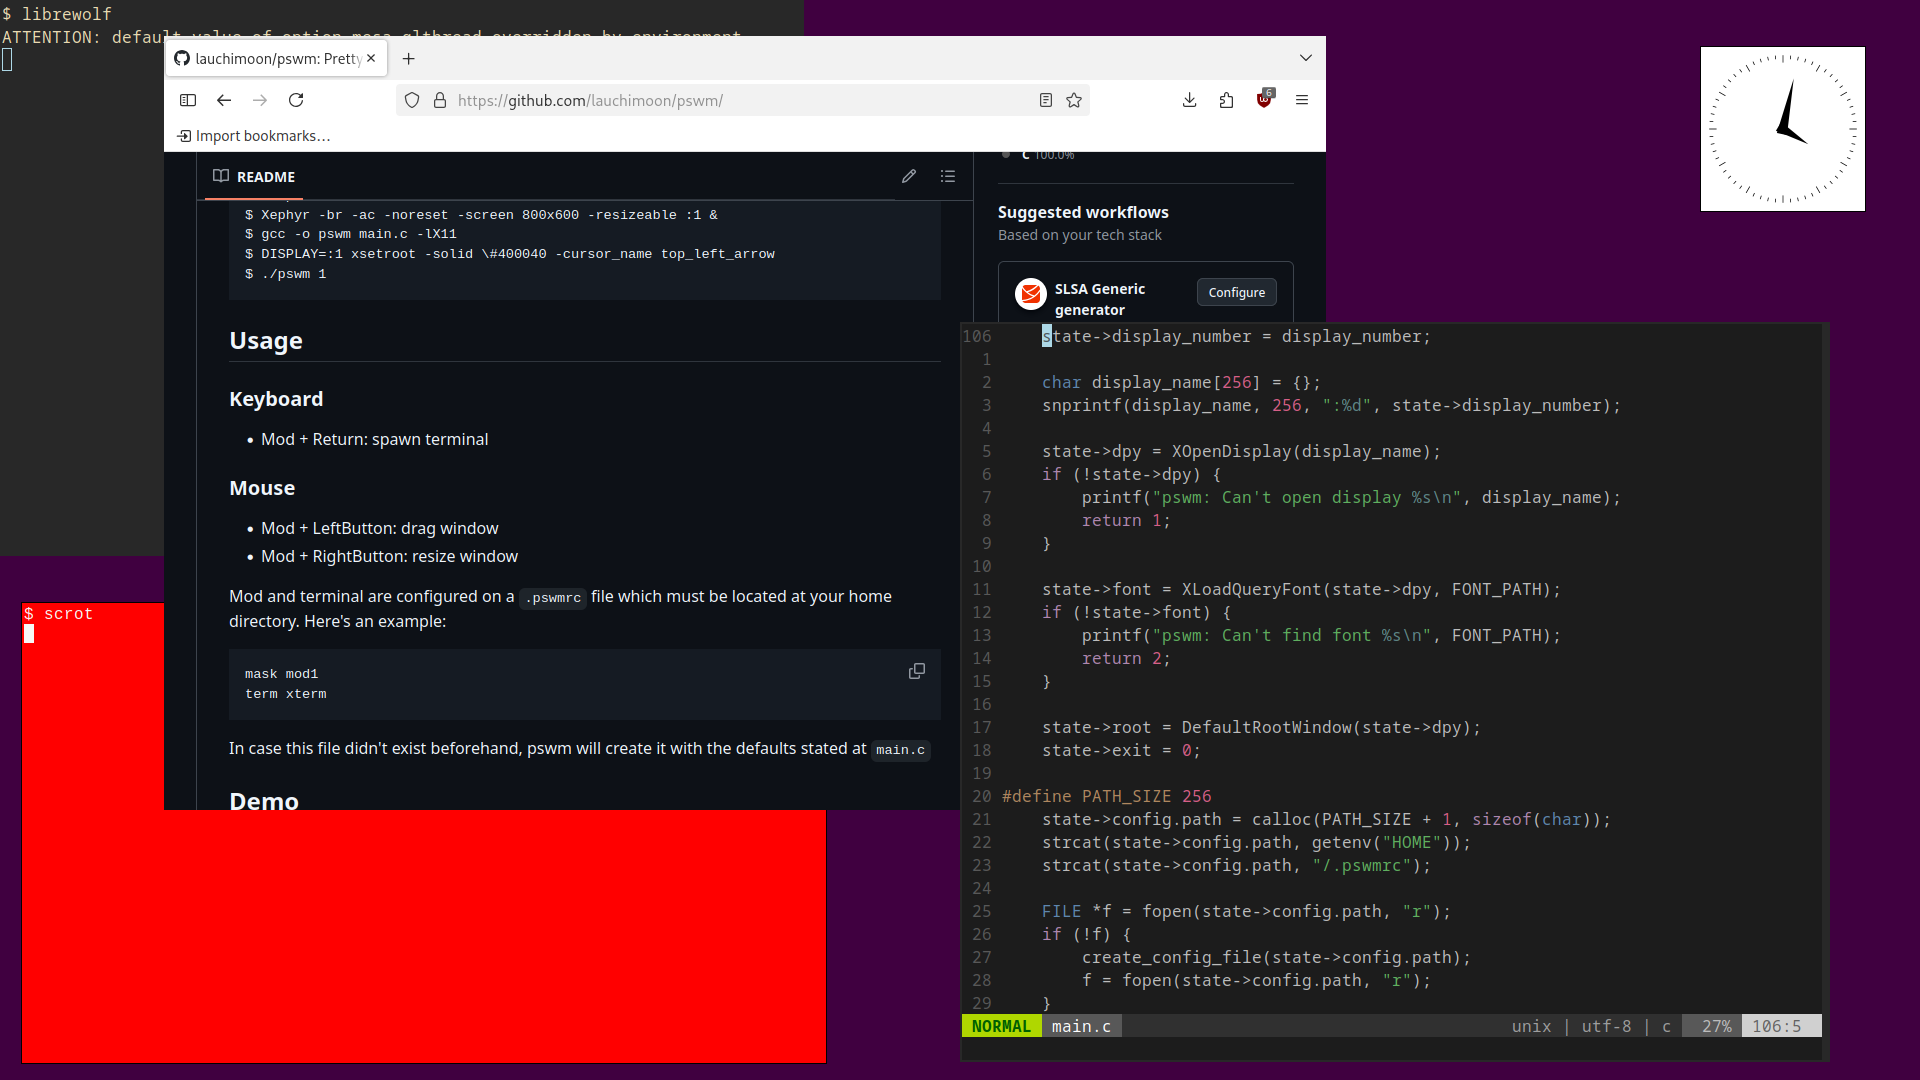 $ librewolf
ATTENTION: default value of option mesa_glthread overridden by environment
lauchimoon/pswm: Pretty
https://github.com/lauchimoon/pswm/
6
Import bookmarks…
README
$ Xephyr -br -ac -noreset -screen 800x600 -resizeable :1 &
$ gcc -o pswm main.c -lX11
$ DISPLAY=:1 xsetroot -solid \#400040 -cursor_name top_left_arrow
$ ./pswm 1
Usage
Keyboard
• Mod + Return: spawn terminal
Mouse
• Mod + LeftButton: drag window
• Mod + RightButton: resize window
Mod and terminal are configured on a .pswmrc file which must be located at your home
directory. Here's an example:
mask mod1
term xterm
In case this file didn't exist beforehand, pswm will create it with the defaults stated at main.c
Demo
C 100.0%
Suggested workflows
Based on your tech stack
SLSA Generic
generator
Configure
$ scrot
106 state->display_number = display_number;
1
2 char display_name[256] = {};
3 snprintf(display_name, 256, ":%d", state->display_number);
4
5 state->dpy = XOpenDisplay(display_name);
6 if (!state->dpy) {
7 printf("pswm: Can't open display %s\n", display_name);
8 return 1;
9 }
10
11 state->font = XLoadQueryFont(state->dpy, FONT_PATH);
12 if (!state->font) {
13 printf("pswm: Can't find font %s\n", FONT_PATH);
14 return 2;
15 }
16
17 state->root = DefaultRootWindow(state->dpy);
18 state->exit = 0;
19
20 #define PATH_SIZE 256
21 state->config.path = calloc(PATH_SIZE + 1, sizeof(char));
22 strcat(state->config.path, getenv("HOME"));
23 strcat(state->config.path, "/.pswmrc");
24
25 FILE *f = fopen(state->config.path, "r");
26 if (!f) {
27 create_config_file(state->config.path);
28 f = fopen(state->config.path, "r");
29 }
NORMAL main.c unix | utf-8 | c 27% 106:5